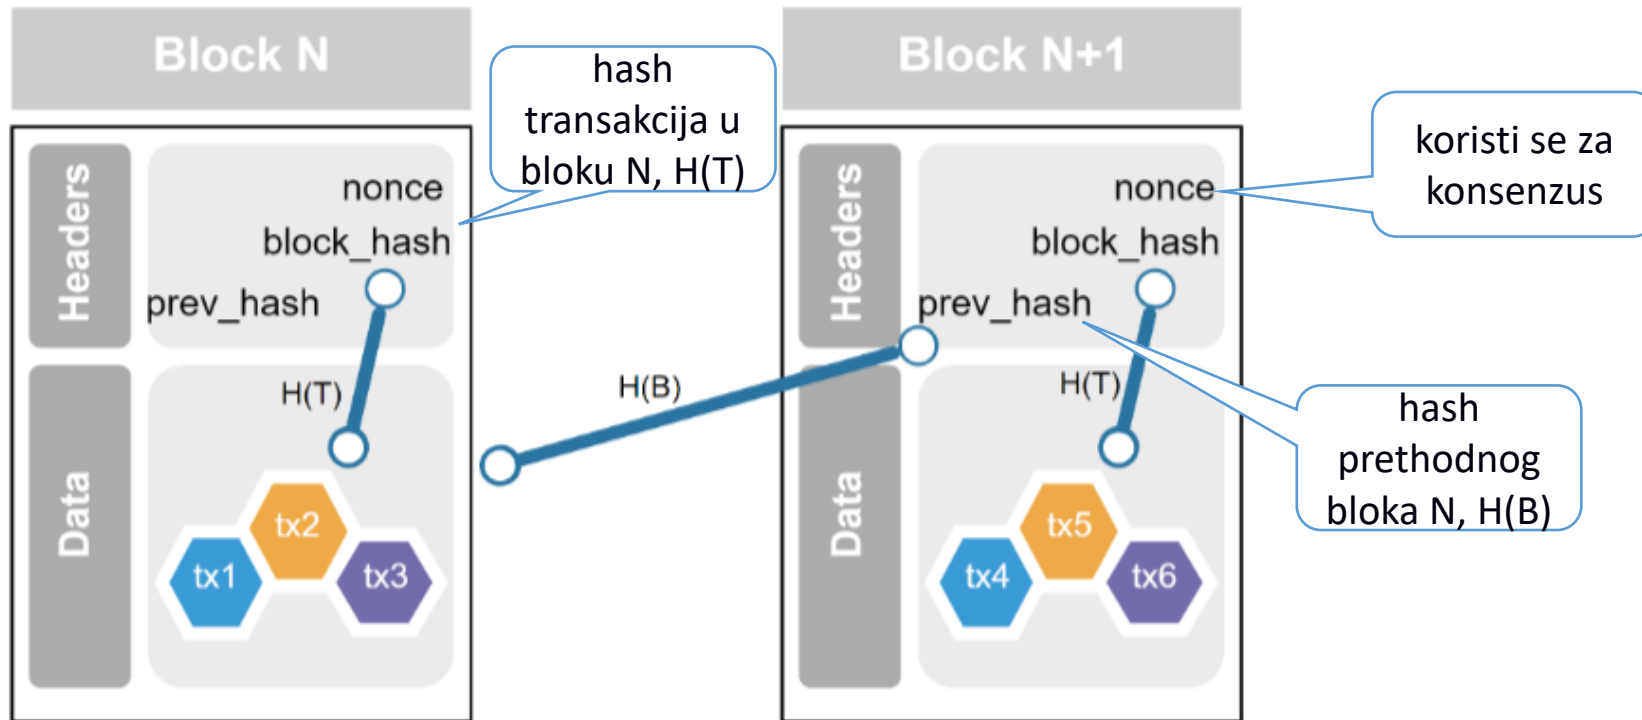 Block N
hash
transakcija u
bloku N, H(T)
Headers
nonce
block_hash
prev_hash
Data
H(T)
tx1
tx2
tx3
H(B)
Block N+1
Headers
nonce
block_hash
prev_hash
Data
H(T)
tx4
tx5
tx6
koristi se za
konsenzus
hash
prethodnog
bloka N, H(B)